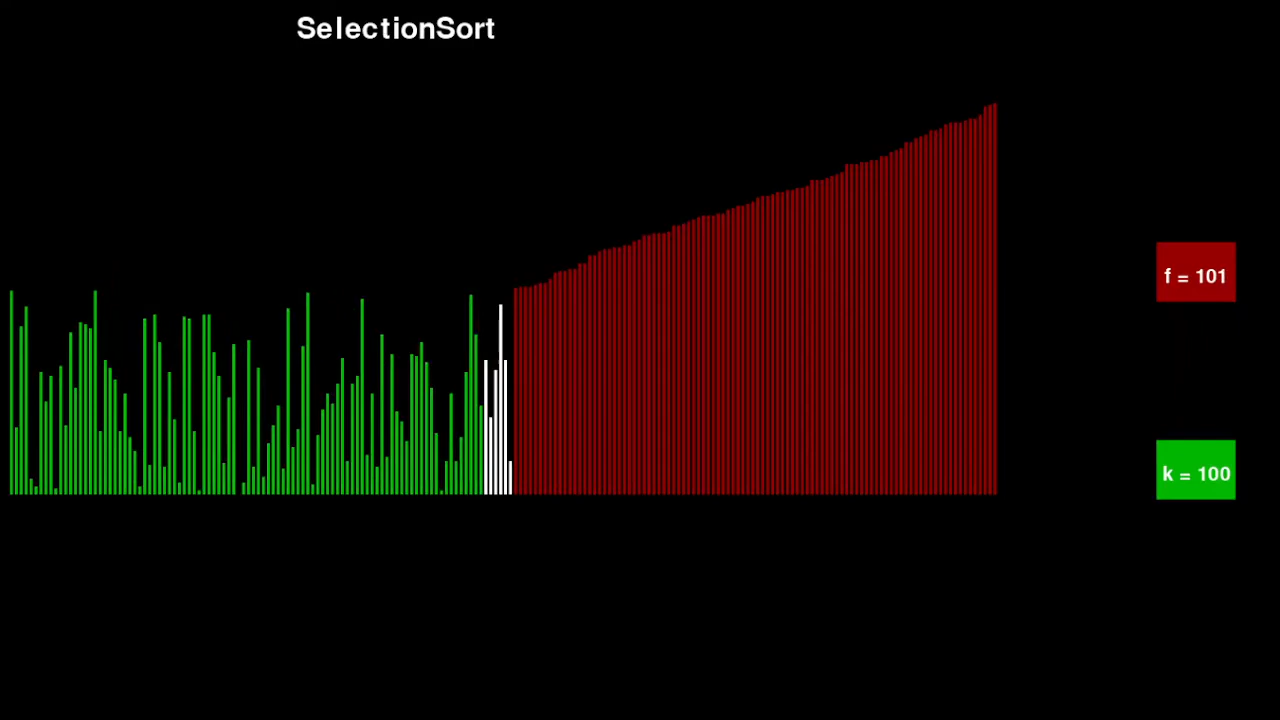 SelectionSort
f = 101
k = 100